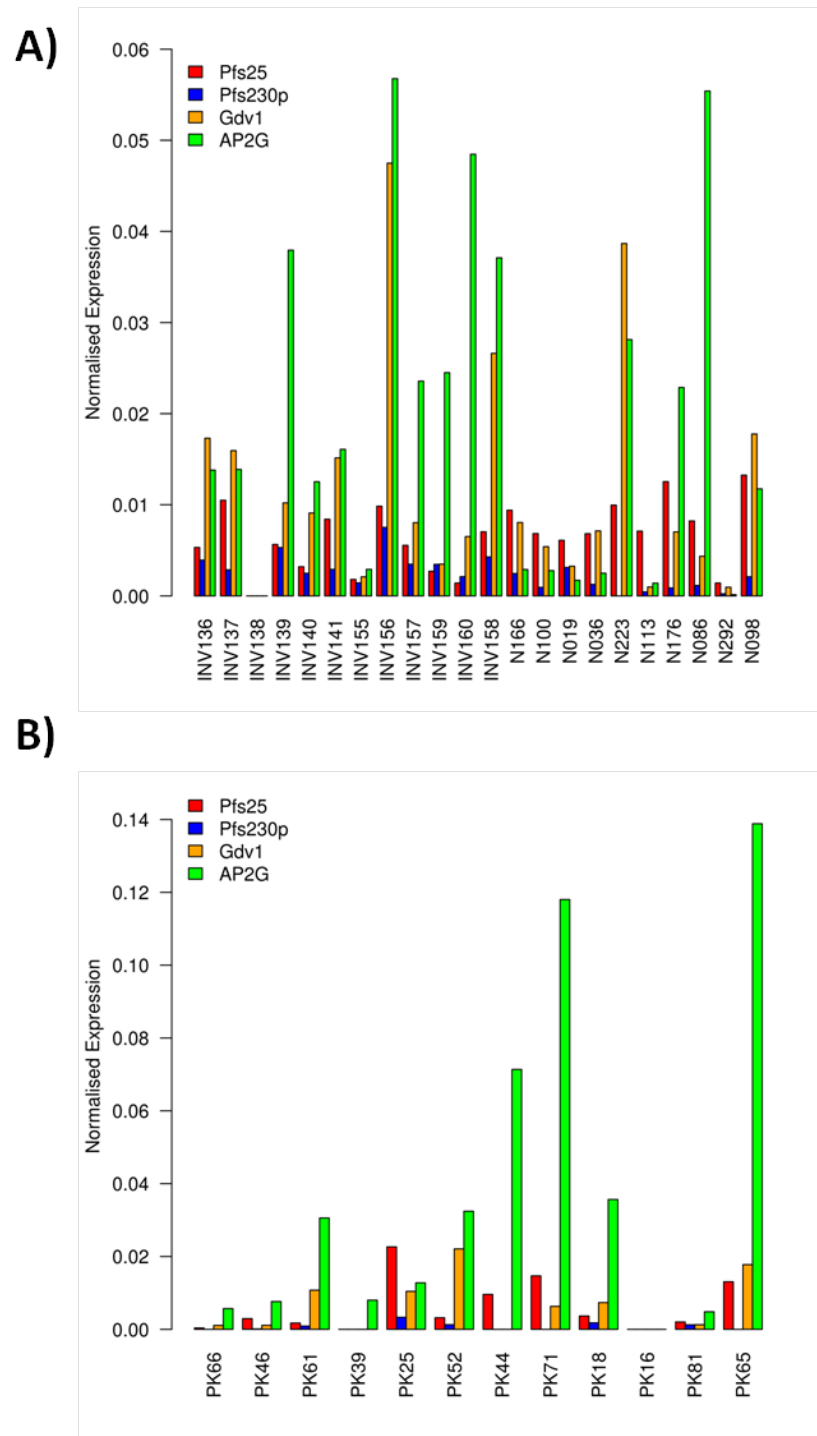 A)
0.06
0.05
0.04
0.03
0.02
0.01
0.00
Normalised Expression
Pfs25
Pfs230p
Gdv1
AP2G
INV136
INV137
INV138
INV139
INV140
INV141
INV155
INV156
INV157
INV159
INV160
INV158
N166
N100
N019
N036
N223
N113
N176
N086
N292
N098
B)
0.14
0.12
0.10
0.08
0.06
0.04
0.02
0.00
Normalised Expression
Pfs25
Pfs230p
Gdv1
AP2G
PK66
PK46
PK61
PK39
PK25
PK52
PK44
PK71
PK18
PK16
PK81
PK65